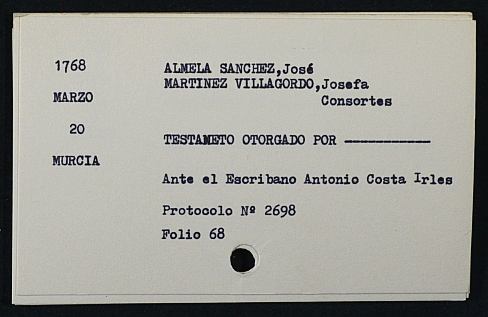 1768
MARZO
20
MURCIA
ALMELA SANCHEZ,José
MARTINEZ VILLAGORDO,Josefa
Consortes
TESTAMETO OTORGADO POR -----------
Ante el Escribano Antonio Costa Irles
Protocolo Nº 2698
Folio 68